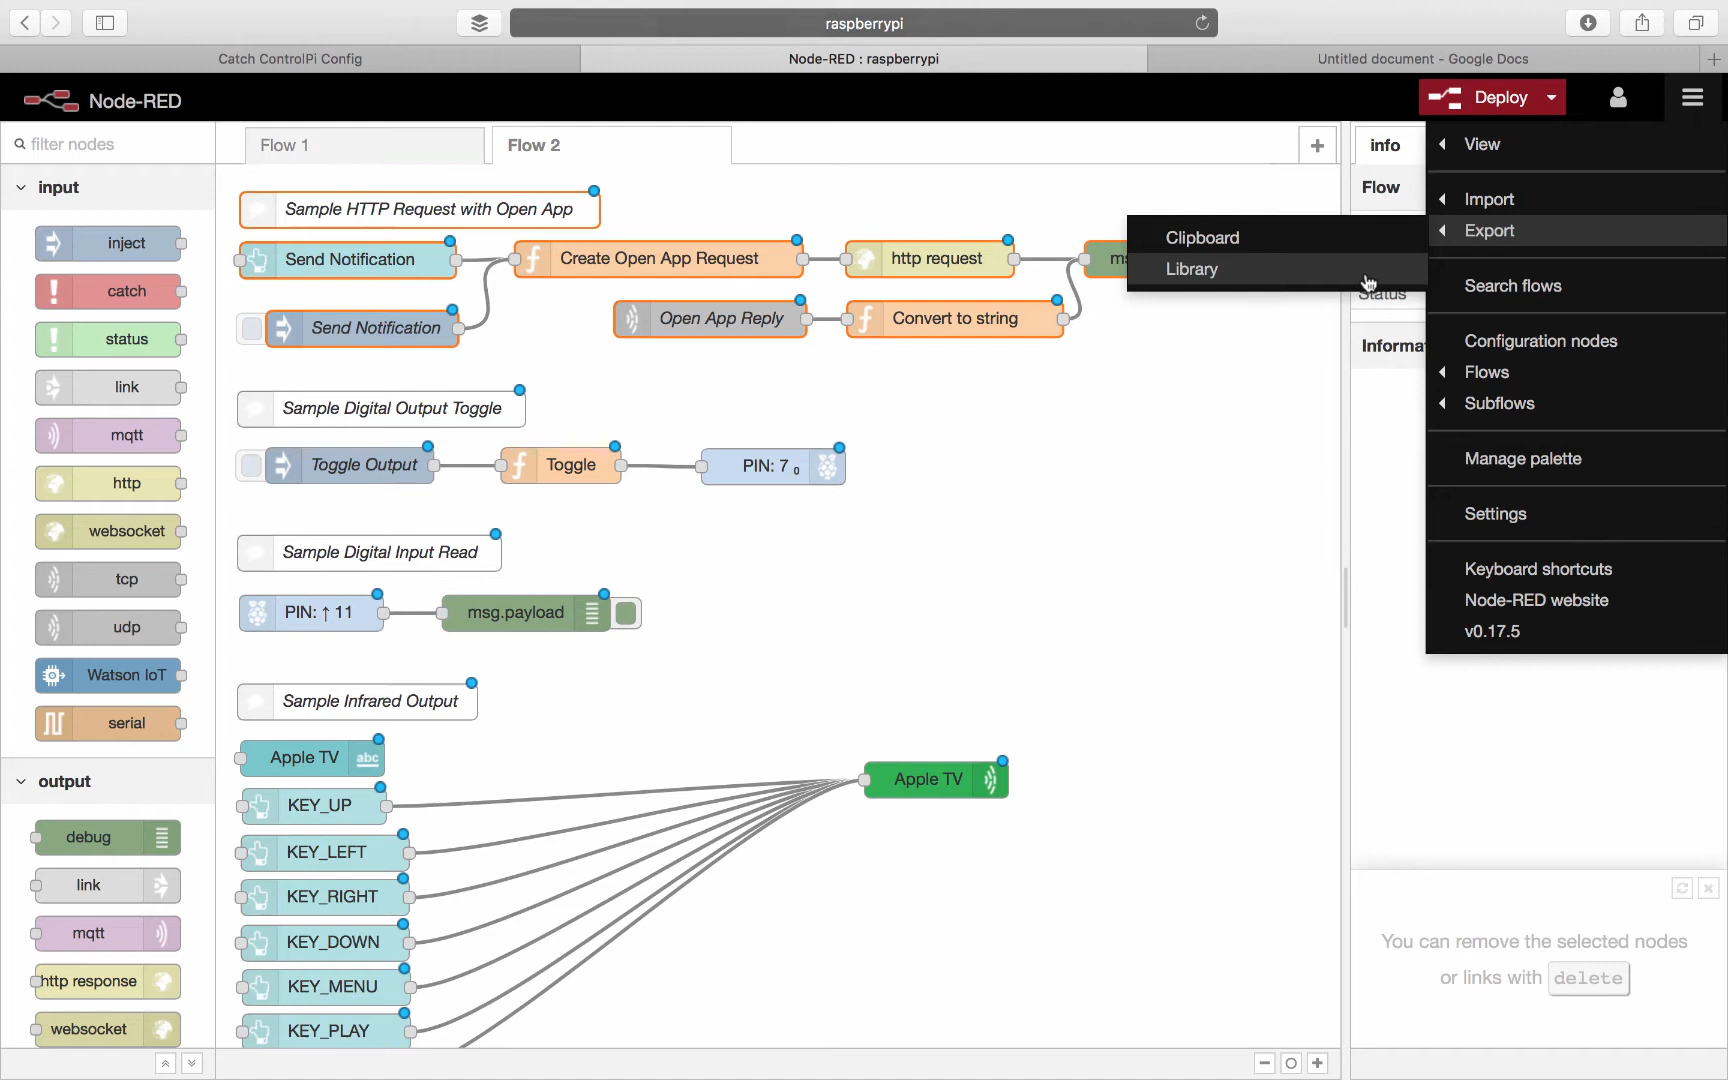 raspberrypi
Catch ControlPi Config
Node-RED : raspberrypi
Untitled document - Google Docs
Node-RED
Deploy
filter nodes
Flow 1
Flow 2
info
View
input
Flow
Import
Export
Sample HTTP Request with Open App
inject
Send Notification
Create Open App Request
http request
Clipboard
Library
Status
Search flows
catch
Send Notification
Open App Reply
Convert to string
status
Configuration nodes
Flows
Subflows
link
Sample Digital Output Toggle
mqtt
Toggle Output
Toggle
PIN: 7 0
Manage palette
http
Settings
websocket
Sample Digital Input Read
Keyboard shortcuts
Node-RED website
v0.17.5
tcp
PIN: ↑ 11
msg.payload
udp
Watson IoT
Sample Infrared Output
serial
Apple TV
abc
output
Apple TV
KEY_UP
debug
KEY_LEFT
link
KEY_RIGHT
mqtt
KEY_DOWN
You can remove the selected nodes
or links with delete
http response
KEY_MENU
websocket
KEY_PLAY